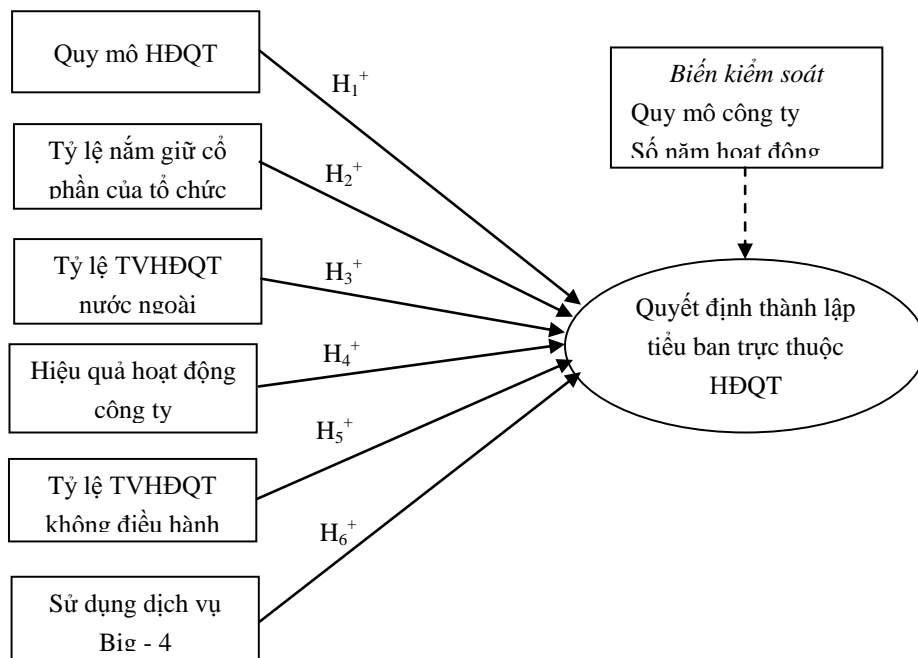 Quy mô HĐQT
Tỷ lệ nắm giữ cổ
phần của tổ chức
Tỷ lệ TVHĐQT
nước ngoài
Hiệu quả hoạt động
công ty
Tỷ lệ TVHĐQT
không điều hành
Sử dụng dịch vụ
Big - 4
H₁⁺
H₂⁺
H₃⁺
H₄⁺
H₅⁺
H₆⁺
Biến kiểm soát
Quy mô công ty
Số năm hoạt động
Quyết định thành lập
tiểu ban trực thuộc
HĐQT